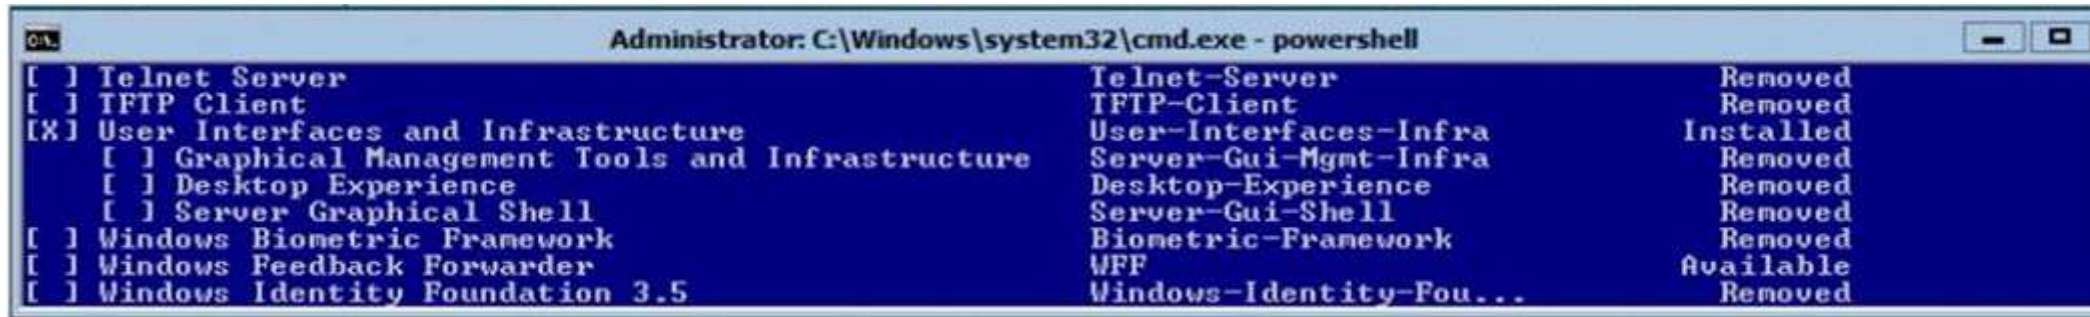 Administrator: C:\Windows\system32\cmd.exe - powershell
[ ] Telnet Server Telnet-Server Removed
[ ] TFTP Client TFTP-Client Removed
[X] User Interfaces and Infrastructure User-Interfaces-Infra Installed
[ ] Graphical Management Tools and Infrastructure Server-Gui-Mgmt-Infra Removed
[ ] Desktop Experience Desktop-Experience Removed
[ ] Server Graphical Shell Server-Gui-Shell Removed
[ ] Windows Biometric Framework Biometric-Framework Removed
[ ] Windows Feedback Forwarder WFF Available
[ ] Windows Identity Foundation 3.5 Windows-Identity-Fou... Removed